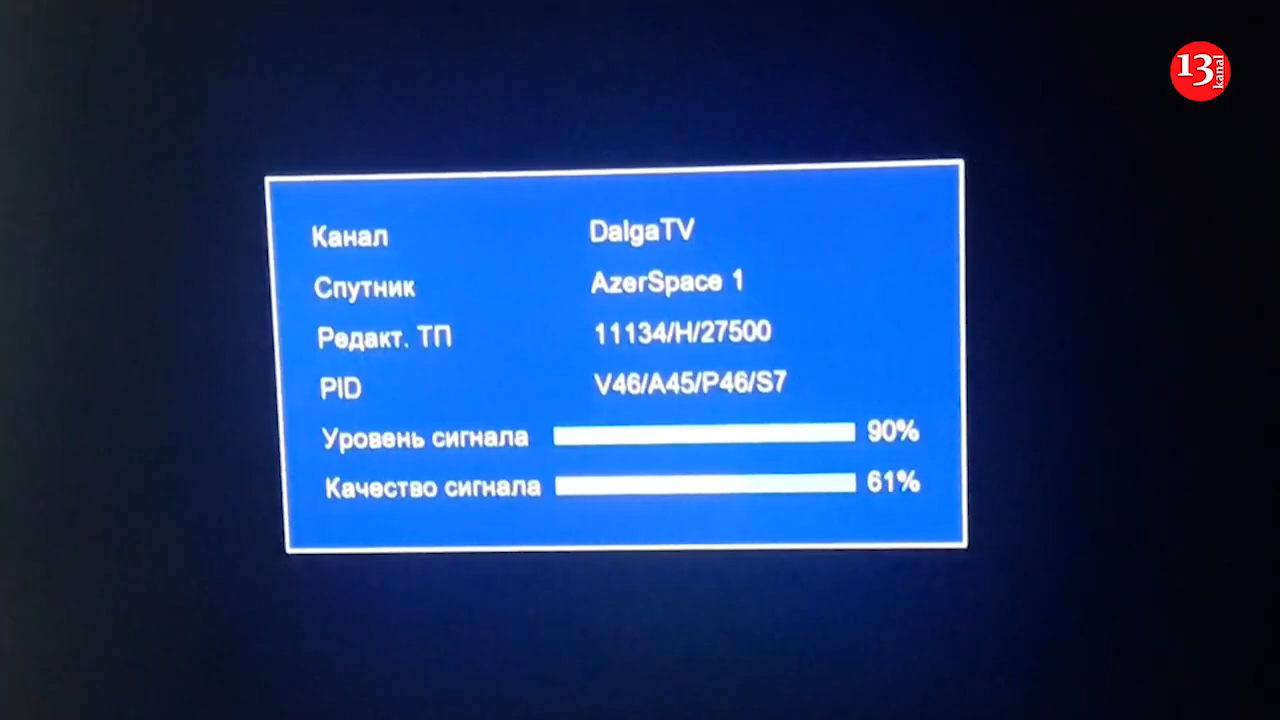 13 kanal
Канал DalgaTV
Спутник AzerSpace 1
Редакт. ТП 11134/H/27500
PID V46/A45/P46/S7
Уровень сигнала 90%
Качество сигнала 61%